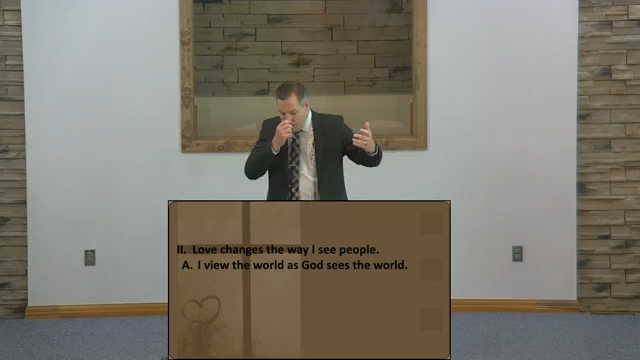 II. Love changes the way I see people.
A. I view the world as God sees the world.